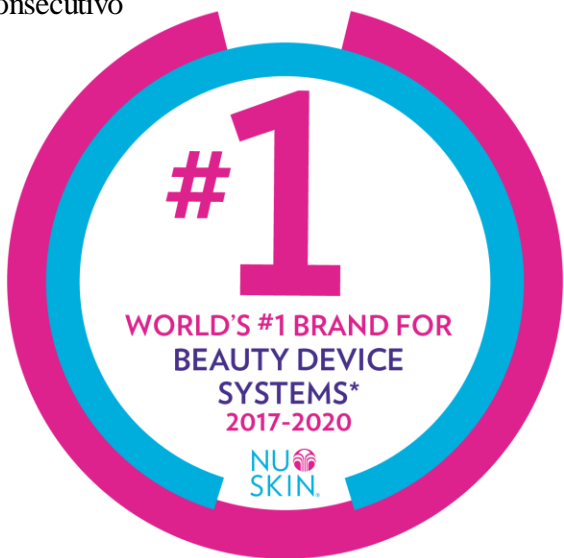 onsecutivo
#1
WORLD'S #1 BRAND FOR
BEAUTY DEVICE
SYSTEMS*
2017-2020
NU
SKIN.